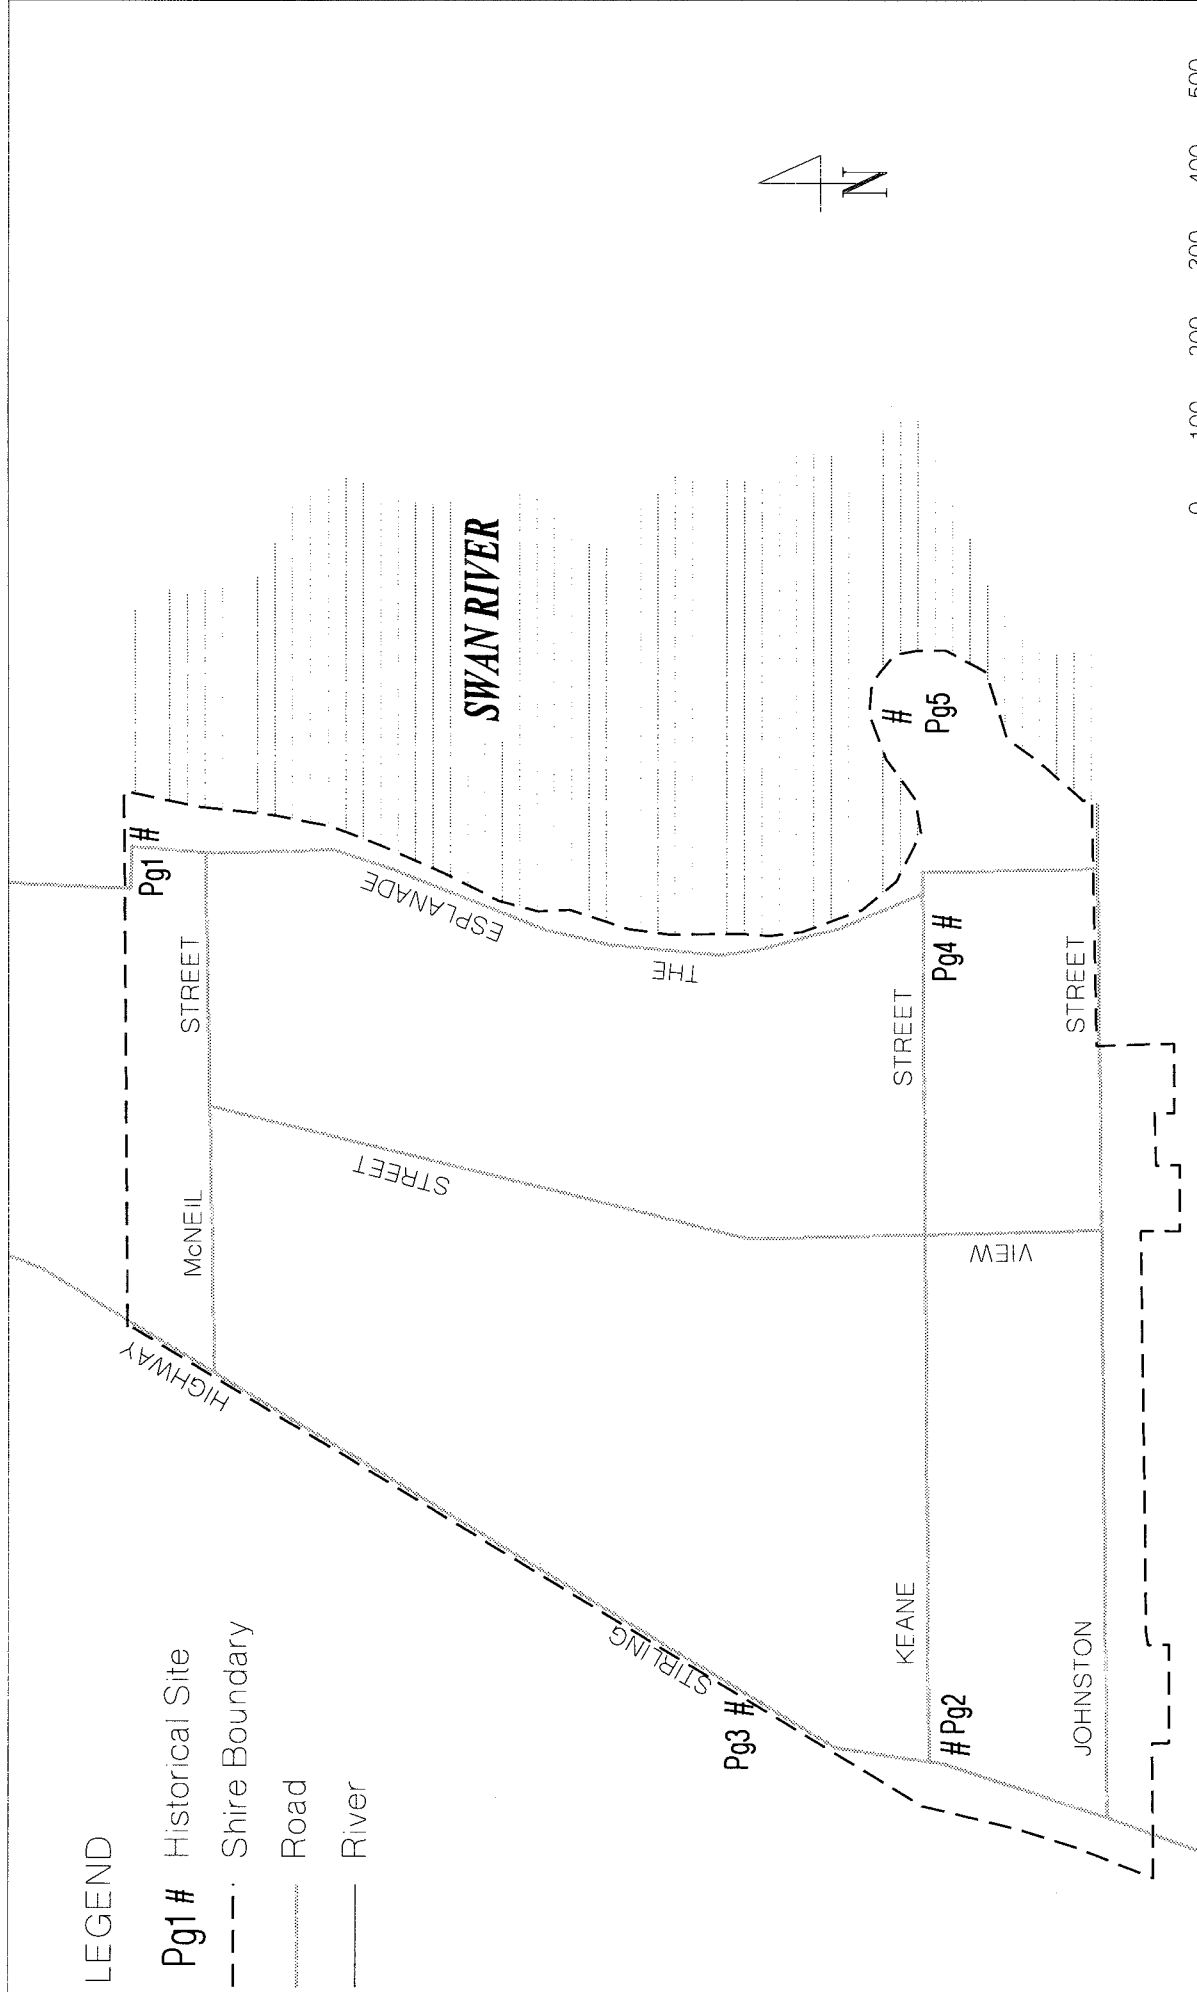 LEGEND
Pg1 # Historical Site
Shire Boundary
Road
River
HIGHWAY
STIRLING
McNEIL
STREET
Pg1 #
ESPLANADE
THE
SWAN RIVER
STREET
VIEW
Pg3 #
KEANE
STREET
# Pg2
Pg4 #
#
Pg5
JOHNSTON
STREET
N
0 100 200 300 400 500